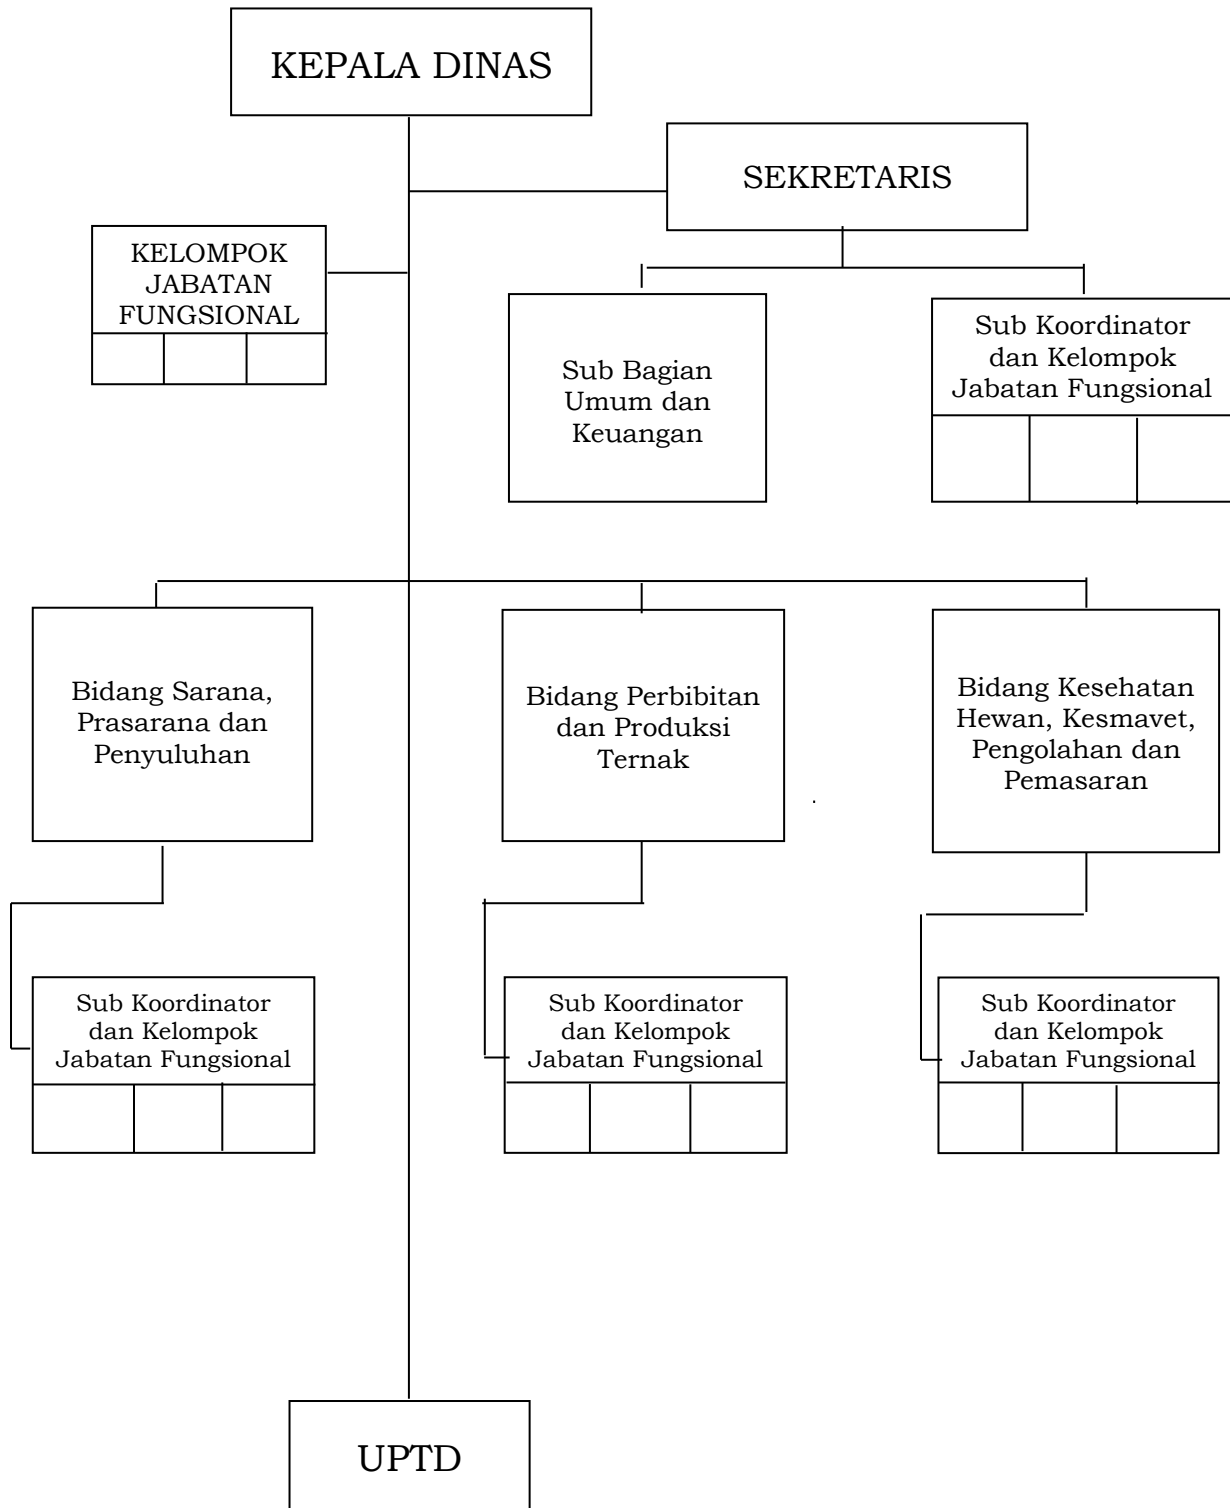 KEPALA DINAS
SEKRETARIS
KELOMPOK
JABATAN
FUNGSIONAL
Sub Bagian
Umum dan
Keuangan
Sub Koordinator
dan Kelompok
Jabatan Fungsional
Bidang Sarana,
Prasarana dan
Penyuluhan
Bidang Perbibitan
dan Produksi
Ternak
Bidang Kesehatan
Hewan, Kesmavet,
Pengolahan dan
Pemasaran
Sub Koordinator
dan Kelompok
Jabatan Fungsional
Sub Koordinator
dan Kelompok
Jabatan Fungsional
Sub Koordinator
dan Kelompok
Jabatan Fungsional
UPTD